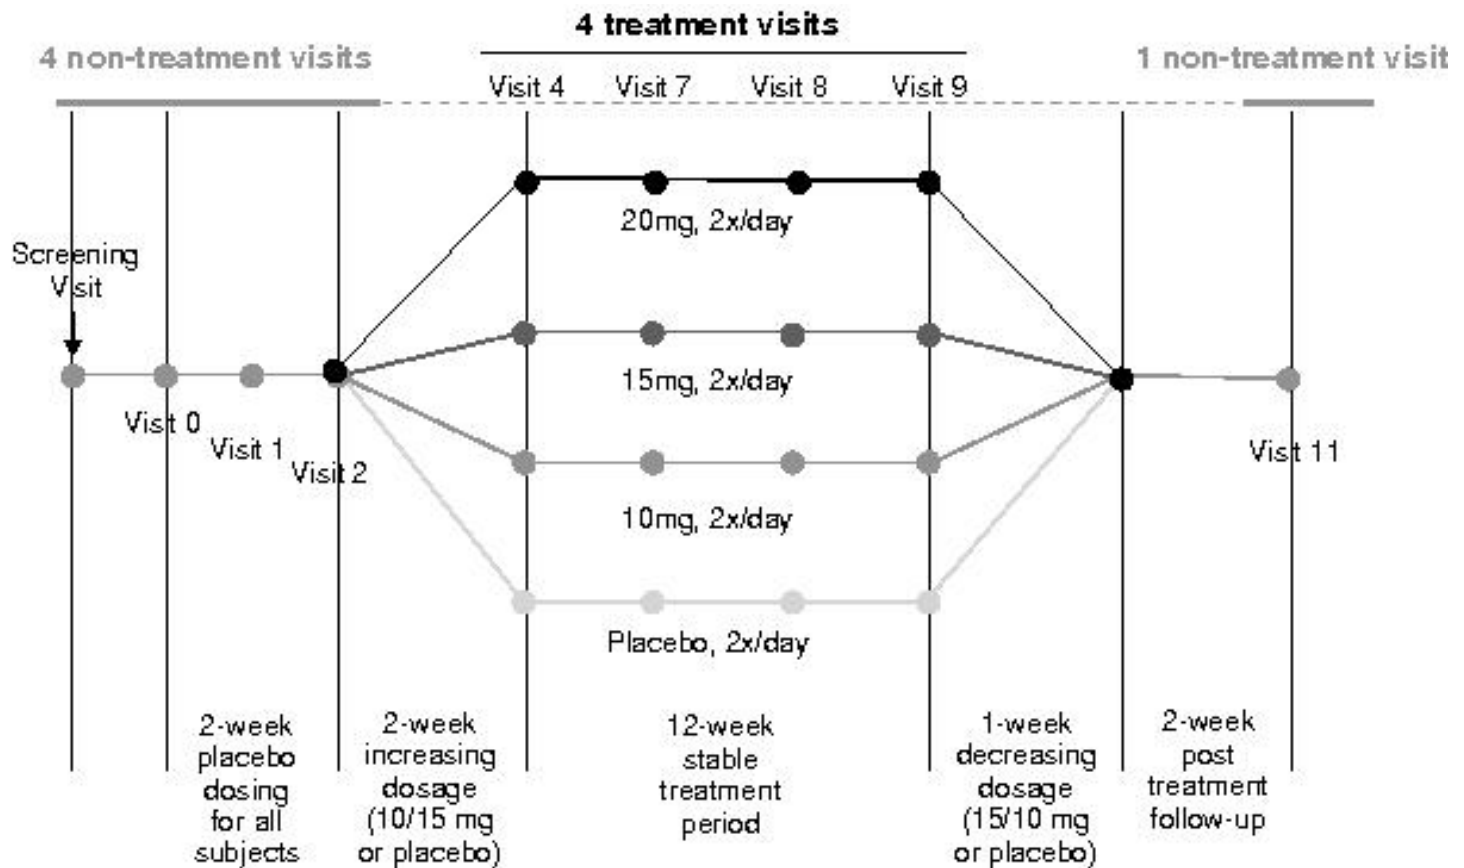 4 treatment visits
4 non-treatment visits
1 non-treatment visit
Visit 4 Visit 7 Visit 8 Visit 9
20mg, 2x/day
Screening
Visit
15mg, 2x/day
Visit 0
Visit 1
Visit 2
Visit 11
10mg, 2x/day
Placebo, 2x/day
2-week
placebo
dosing
for all
subjects
2-week
increasing
dosage
(10/15 mg
or placebo)
12-week
stable
treatment
period
1-week
decreasing
dosage
(15/10 mg
or placebo)
2-week
post
treatment
follow-up